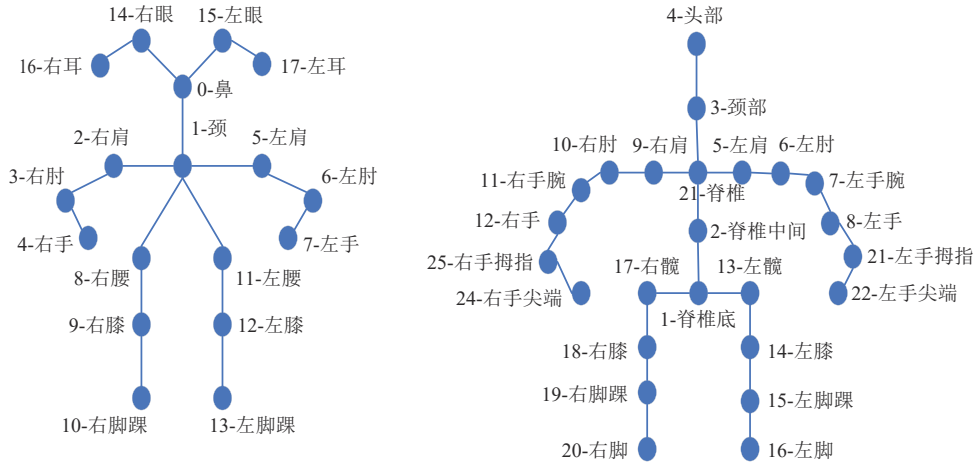 14-右眼
15-左眼
16-右耳
17-左耳
0-鼻
1-颈
2-右肩
5-左肩
3-右肘
6-左肘
4-右手
7-左手
8-右腰
11-左腰
9-右膝
12-左膝
10-右脚踝
13-左脚踝
4-头部
3-颈部
10-右肘
9-右肩
5-左肩
6-左肘
11-右手腕
7-左手腕
21-脊椎
12-右手
8-左手
2-脊椎中间
25-右手拇指
21-左手拇指
17-右髋
13-左髋
24-右手尖端
22-左手尖端
1-脊椎底
18-右膝
14-左膝
19-右脚踝
15-左脚踝
20-右脚
16-左脚